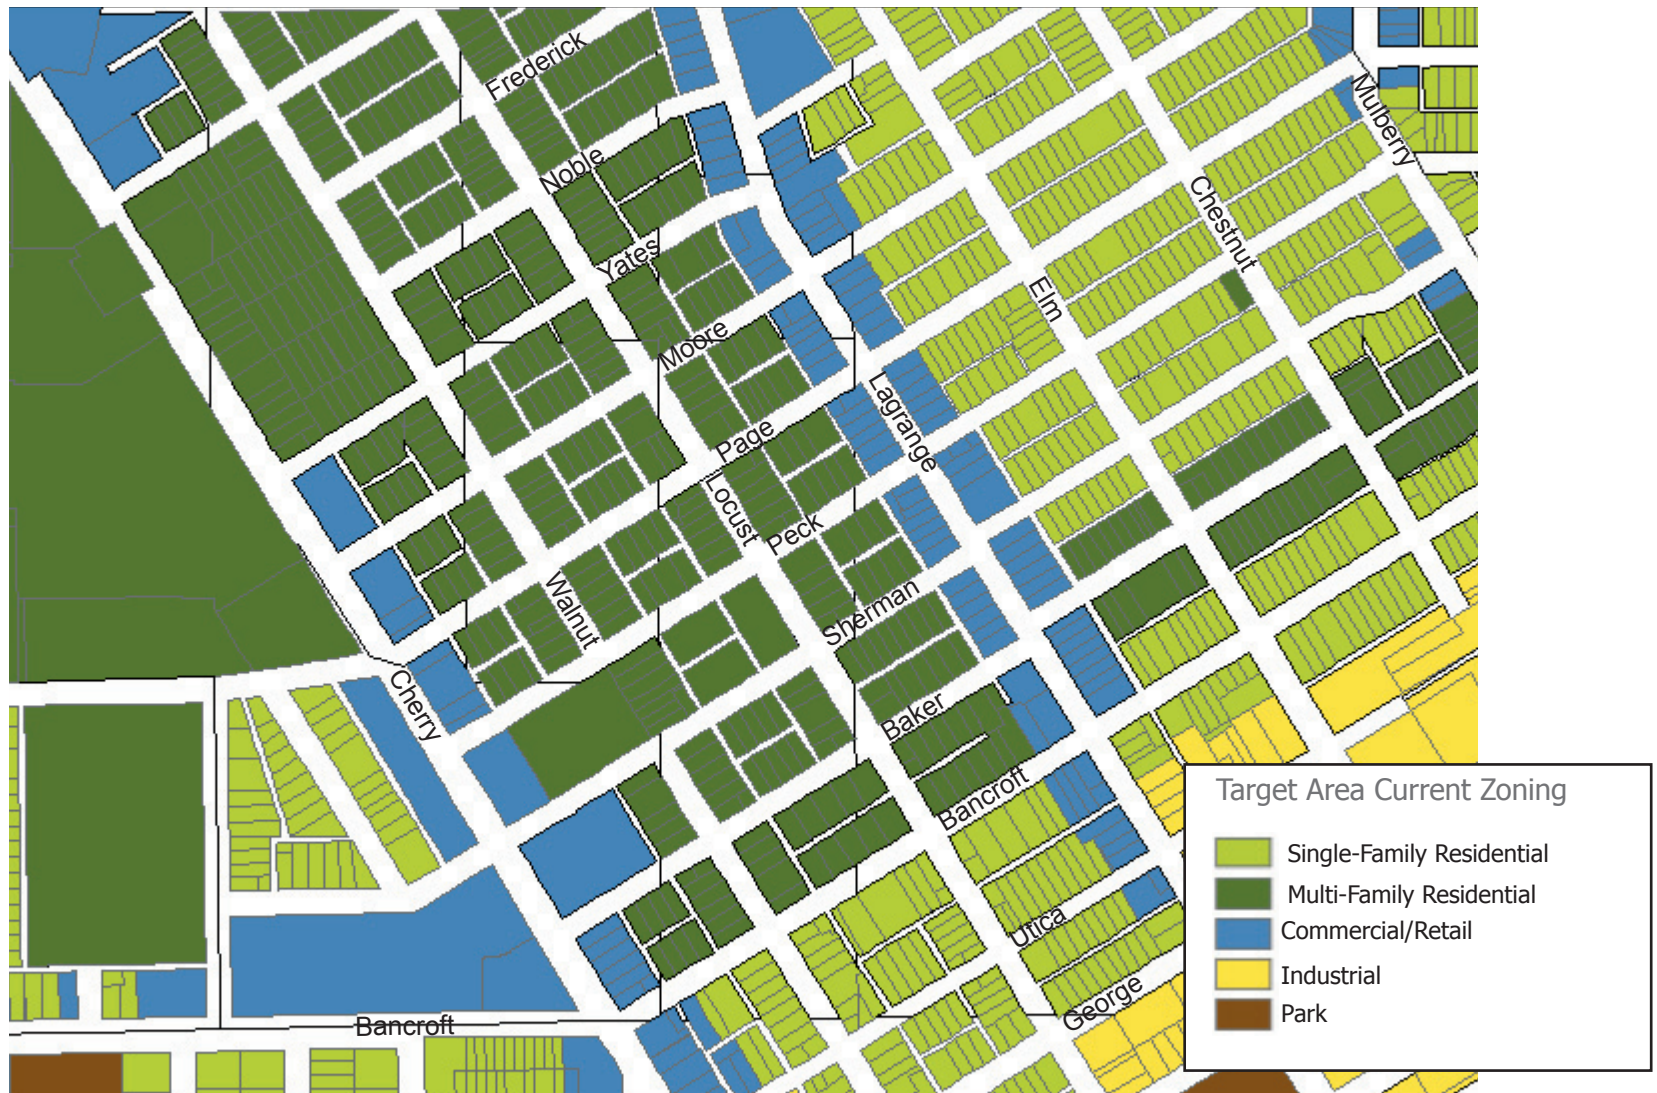 Frederick
Mulberry
Noble
Chestnut
Yates
Elm
Moore
Lagrange
Page
Locust
Peck
Walnut
Sherman
Cherry
Baker
Bancroft
Utica
George
Bancroft
Target Area Current Zoning
Single-Family Residential
Multi-Family Residential
Commercial/Retail
Industrial
Park